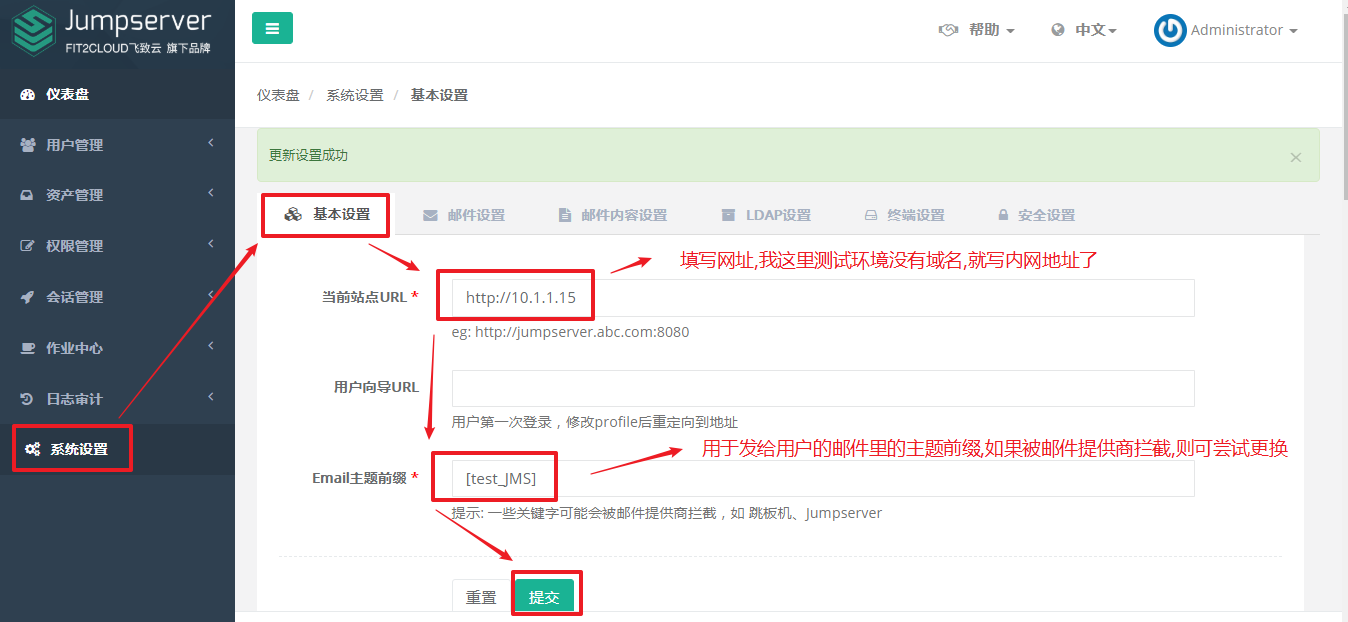 Jumpserver
FIT2CLOUD飞致云 旗下品牌
帮助
中文
Administrator
仪表盘
用户管理
资产管理
权限管理
会话管理
作业中心
日志审计
系统设置
仪表盘 / 系统设置 / 基本设置
更新设置成功 ×
基本设置 邮件设置 邮件内容设置 LDAP设置 终端设置 安全设置
填写网址,我这里测试环境没有域名,就写内网地址了
当前站点URL * http://10.1.1.15
eg: http://jumpserver.abc.com:8080
用户向导URL
用户第一次登录，修改profile后重定向到地址
用于发给用户的邮件里的主题前缀,如果被邮件提供商拦截,则可尝试更换
Email主题前缀 * [test_JMS]
提示: 一些关键字可能会被邮件提供商拦截，如 跳板机、Jumpserver
重置 提交